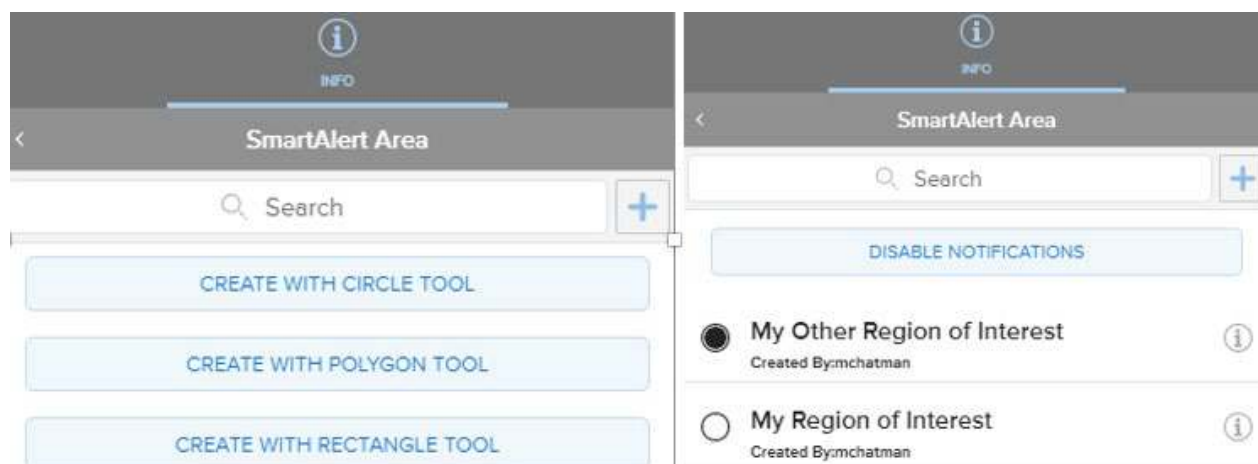 INFO
SmartAlert Area
Search
CREATE WITH CIRCLE TOOL
CREATE WITH POLYGON TOOL
CREATE WITH RECTANGLE TOOL
INFO
SmartAlert Area
Search
DISABLE NOTIFICATIONS
My Other Region of Interest
Created By:mchatman
My Region of Interest
Created By:mchatman